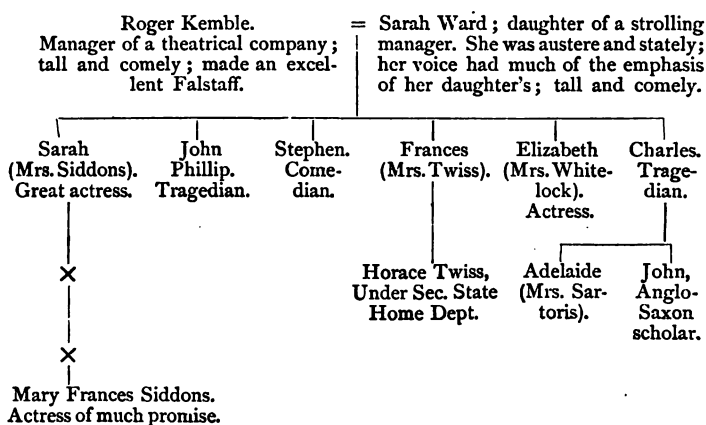 Roger Kemble.
Manager of a theatrical company;
tall and comely; made an excel-
lent Falstaff.
= Sarah Ward; daughter of a strolling
manager. She was austere and stately;
her voice had much of the emphasis
of her daughter's; tall and comely.
Sarah
(Mrs. Siddons).
Great actress.
John
Phillip.
Tragedian.
Stephen.
Come-
dian.
Frances
(Mrs. Twiss).
Elizabeth
(Mrs. White-
lock).
Actress.
Charles.
Trage-
dian.
×
×
Horace Twiss,
Under Sec. State
Home Dept.
Adelaide
(Mrs. Sar-
toris).
John,
Anglo-
Saxon
scholar.
Mary Frances Siddons.
Actress of much promise.